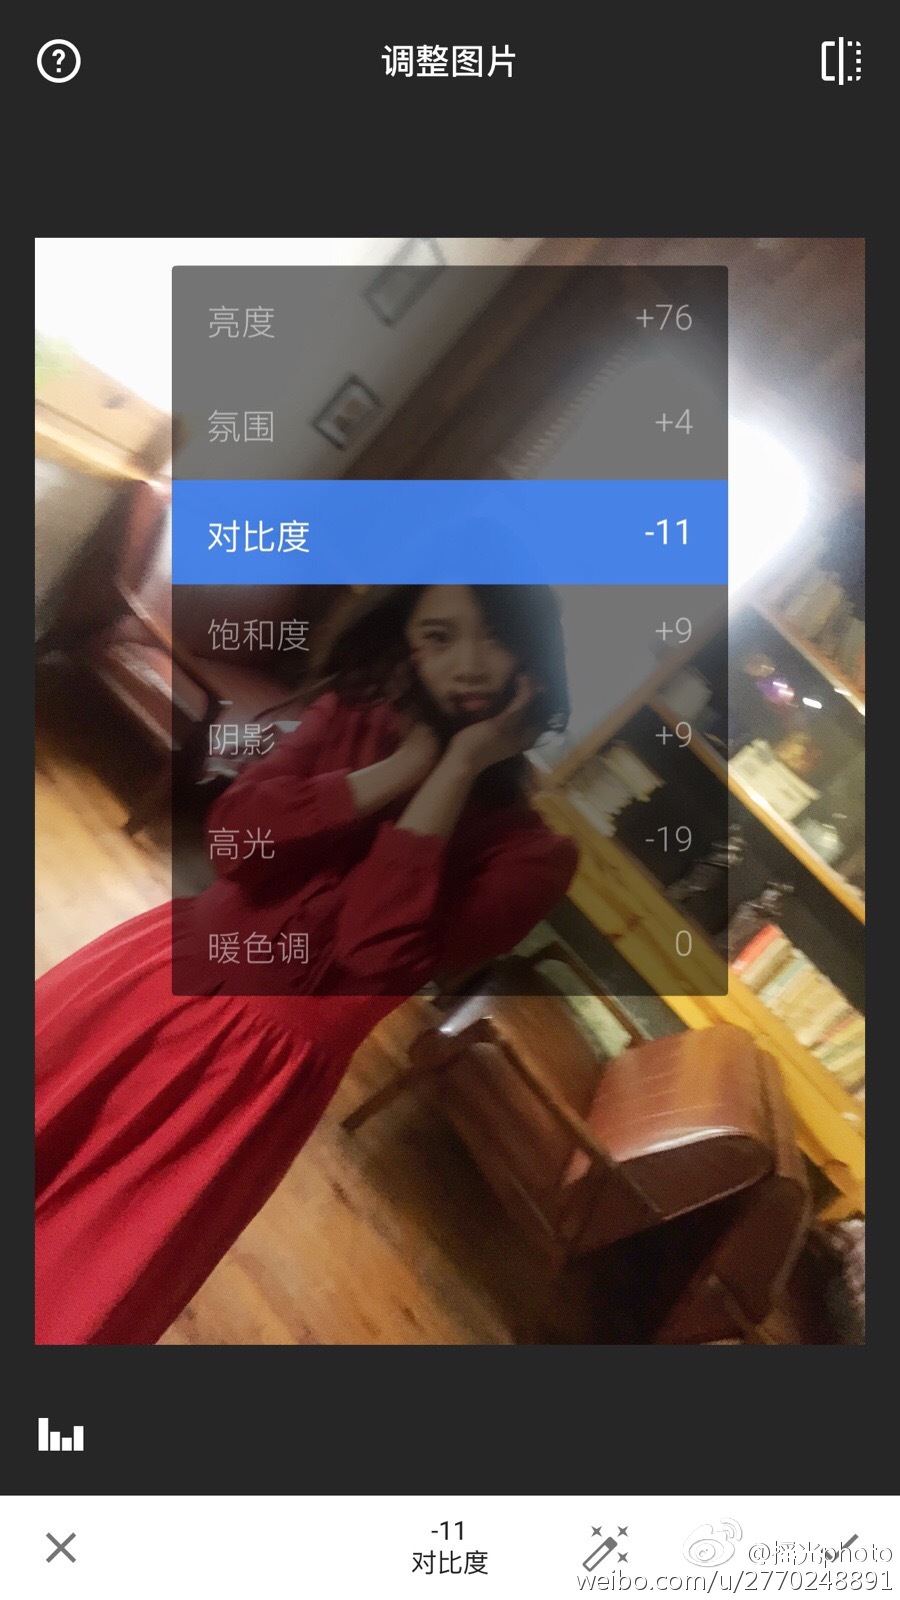 ?
调整图片
亮度 +76
氛围 +4
对比度 -11
饱和度 +9
阴影 +9
高光 -19
暖色调 0
-11
对比度
@摇光photo
weibo.com/u/2770248891